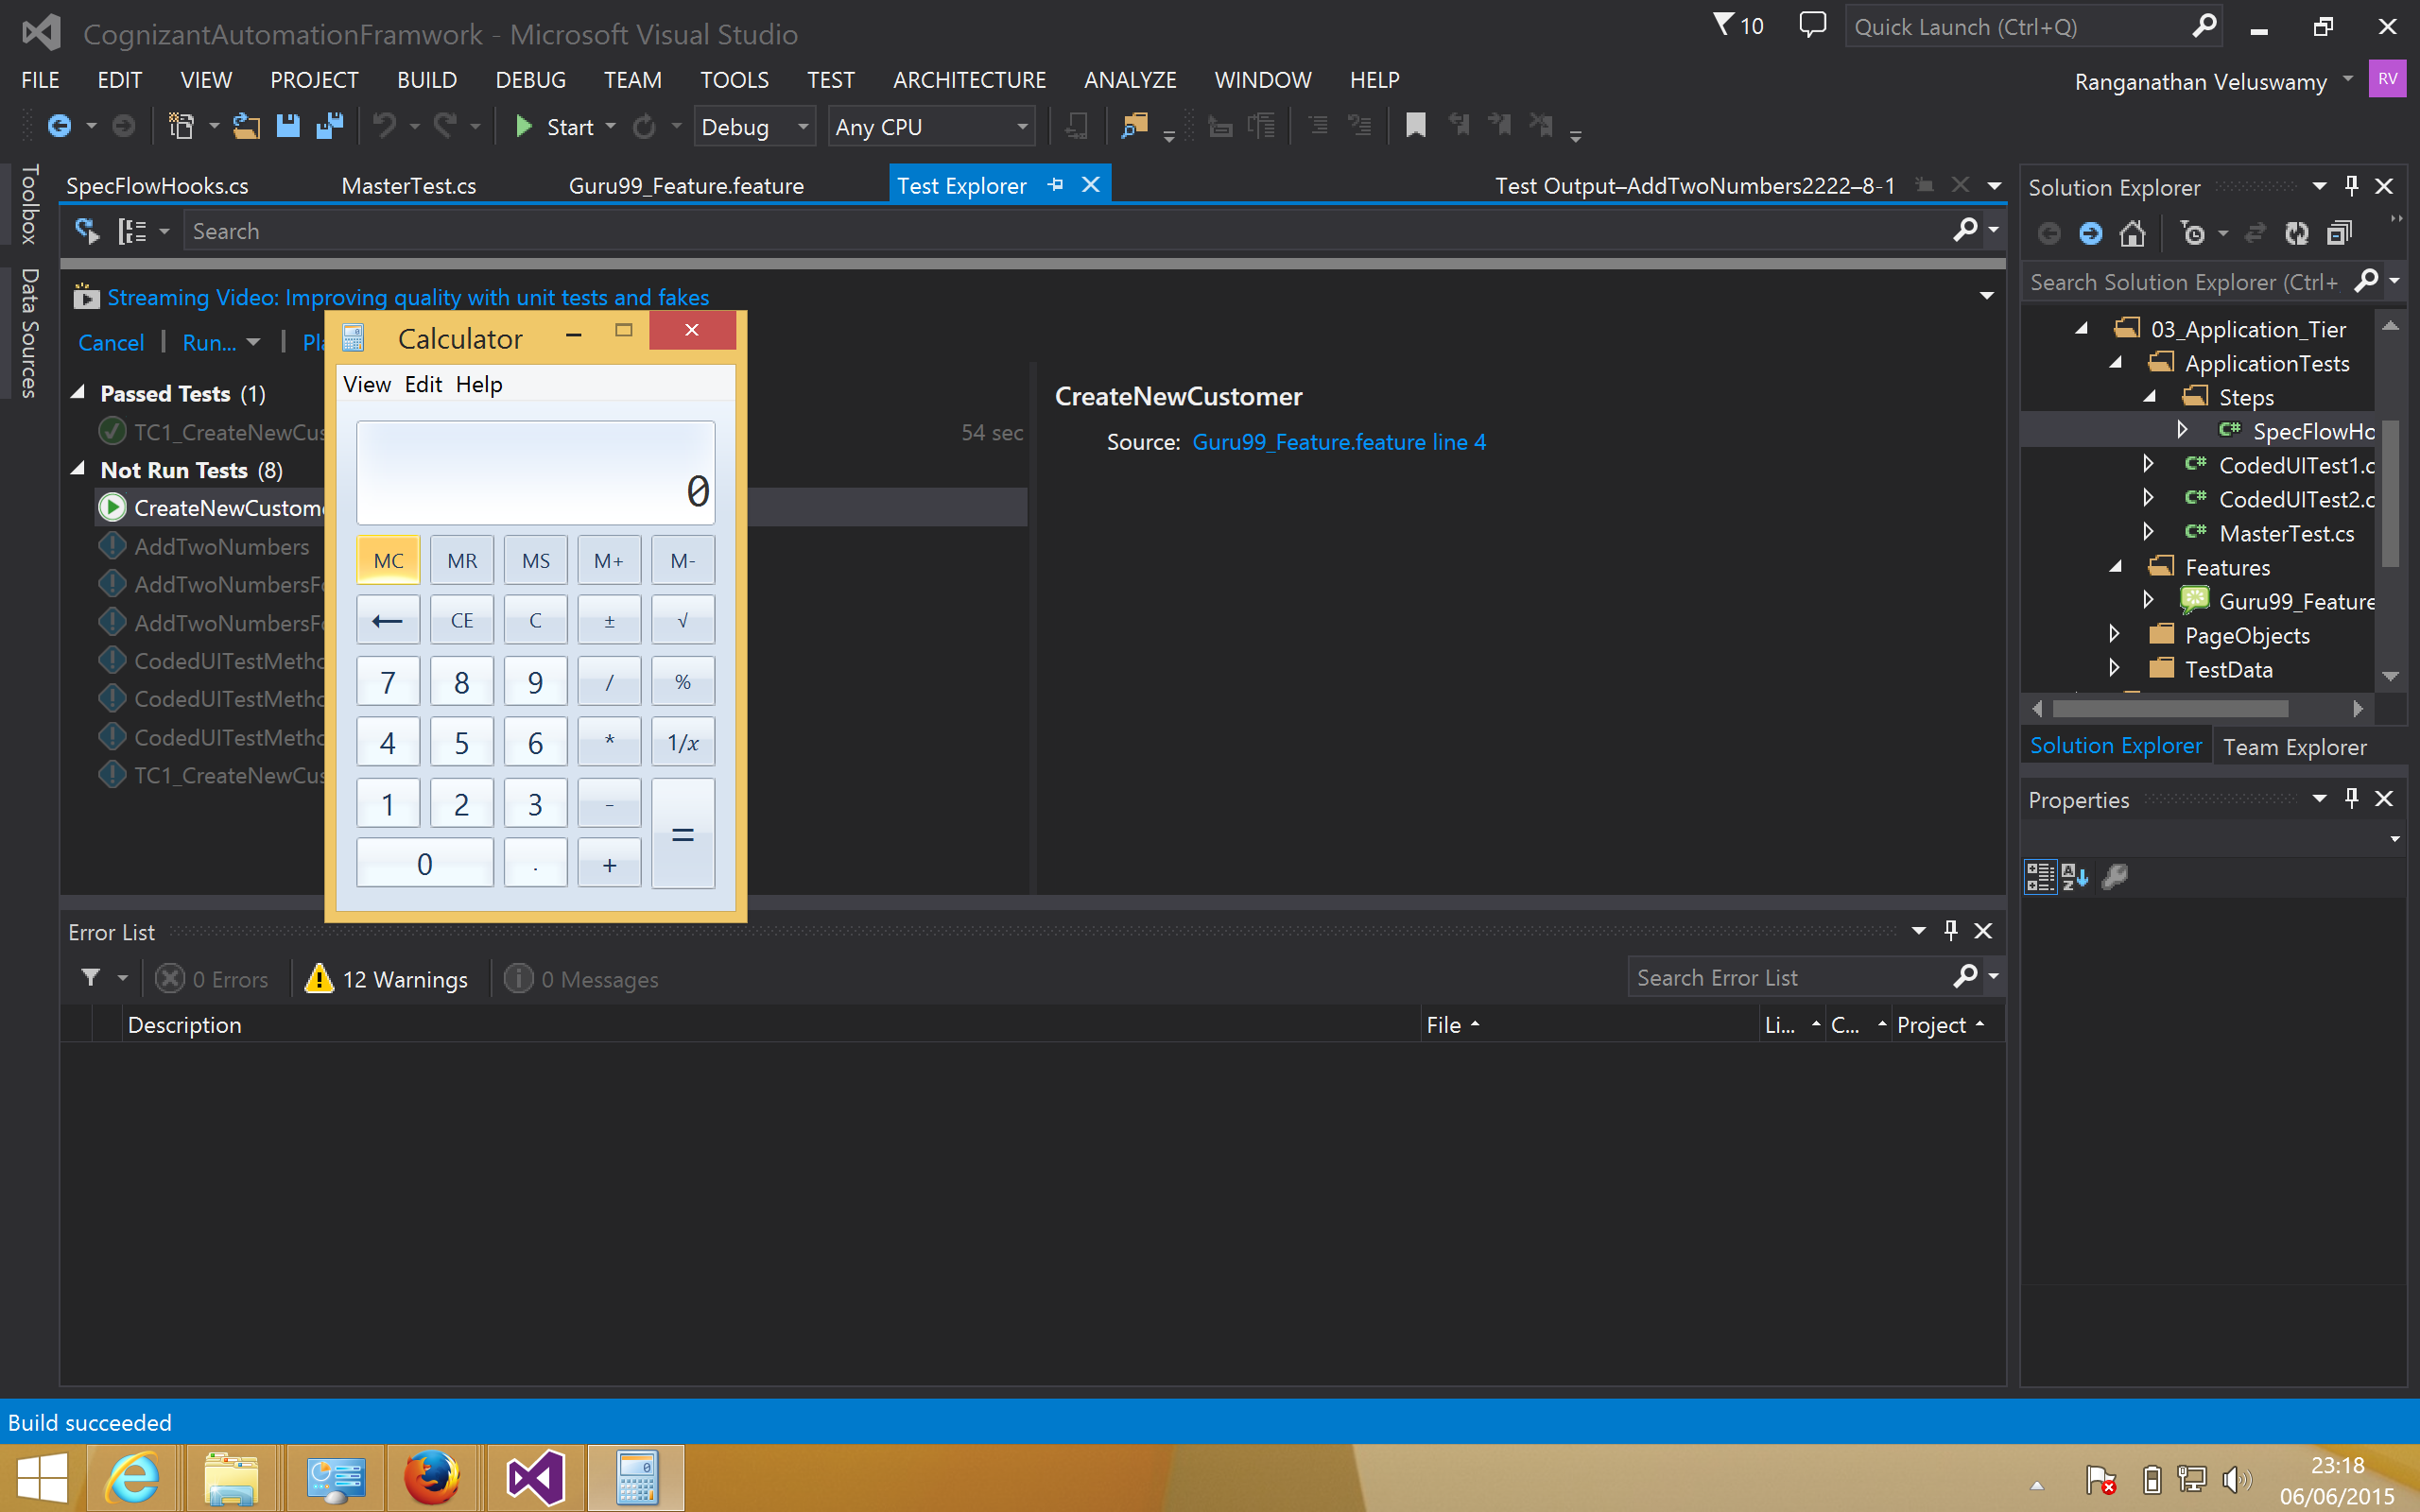 CognizantAutomationFramwork - Microsoft Visual Studio
10
Quick Launch (Ctrl+Q)
FILE EDIT VIEW PROJECT BUILD DEBUG TEAM TOOLS TEST ARCHITECTURE ANALYZE WINDOW HELP
Ranganathan Veluswamy
RV
Start
Debug
Any CPU
Toolbox
Data Sources
SpecFlowHooks.cs
MasterTest.cs
Guru99_Feature.feature
Test Explorer
Test Output–AddTwoNumbers2222–8-1
Search
Streaming Video: Improving quality with unit tests and fakes
Cancel
Run...
Pl
Passed Tests (1)
TC1_CreateNewCus
54 sec
Not Run Tests (8)
CreateNewCustome
AddTwoNumbers
AddTwoNumbersFo
AddTwoNumbersFo
CodedUITestMetho
CodedUITestMetho
CodedUITestMetho
TC1_CreateNewCus
Calculator
View Edit Help
0
MC MR MS M+ M-
← CE C ± √
7 8 9 / %
4 5 6 * 1/x
1 2 3 - =
0 . +
CreateNewCustomer
Source: Guru99_Feature.feature line 4
Solution Explorer
Search Solution Explorer (Ctrl+
03_Application_Tier
ApplicationTests
Steps
C# SpecFlowHo
C# CodedUITest1.c
C# CodedUITest2.c
C# MasterTest.cs
Features
Guru99_Feature
PageObjects
TestData
Solution Explorer
Team Explorer
Properties
Error List
0 Errors
12 Warnings
0 Messages
Search Error List
Description
File
Li...
C...
Project
Build succeeded
23:18
06/06/2015